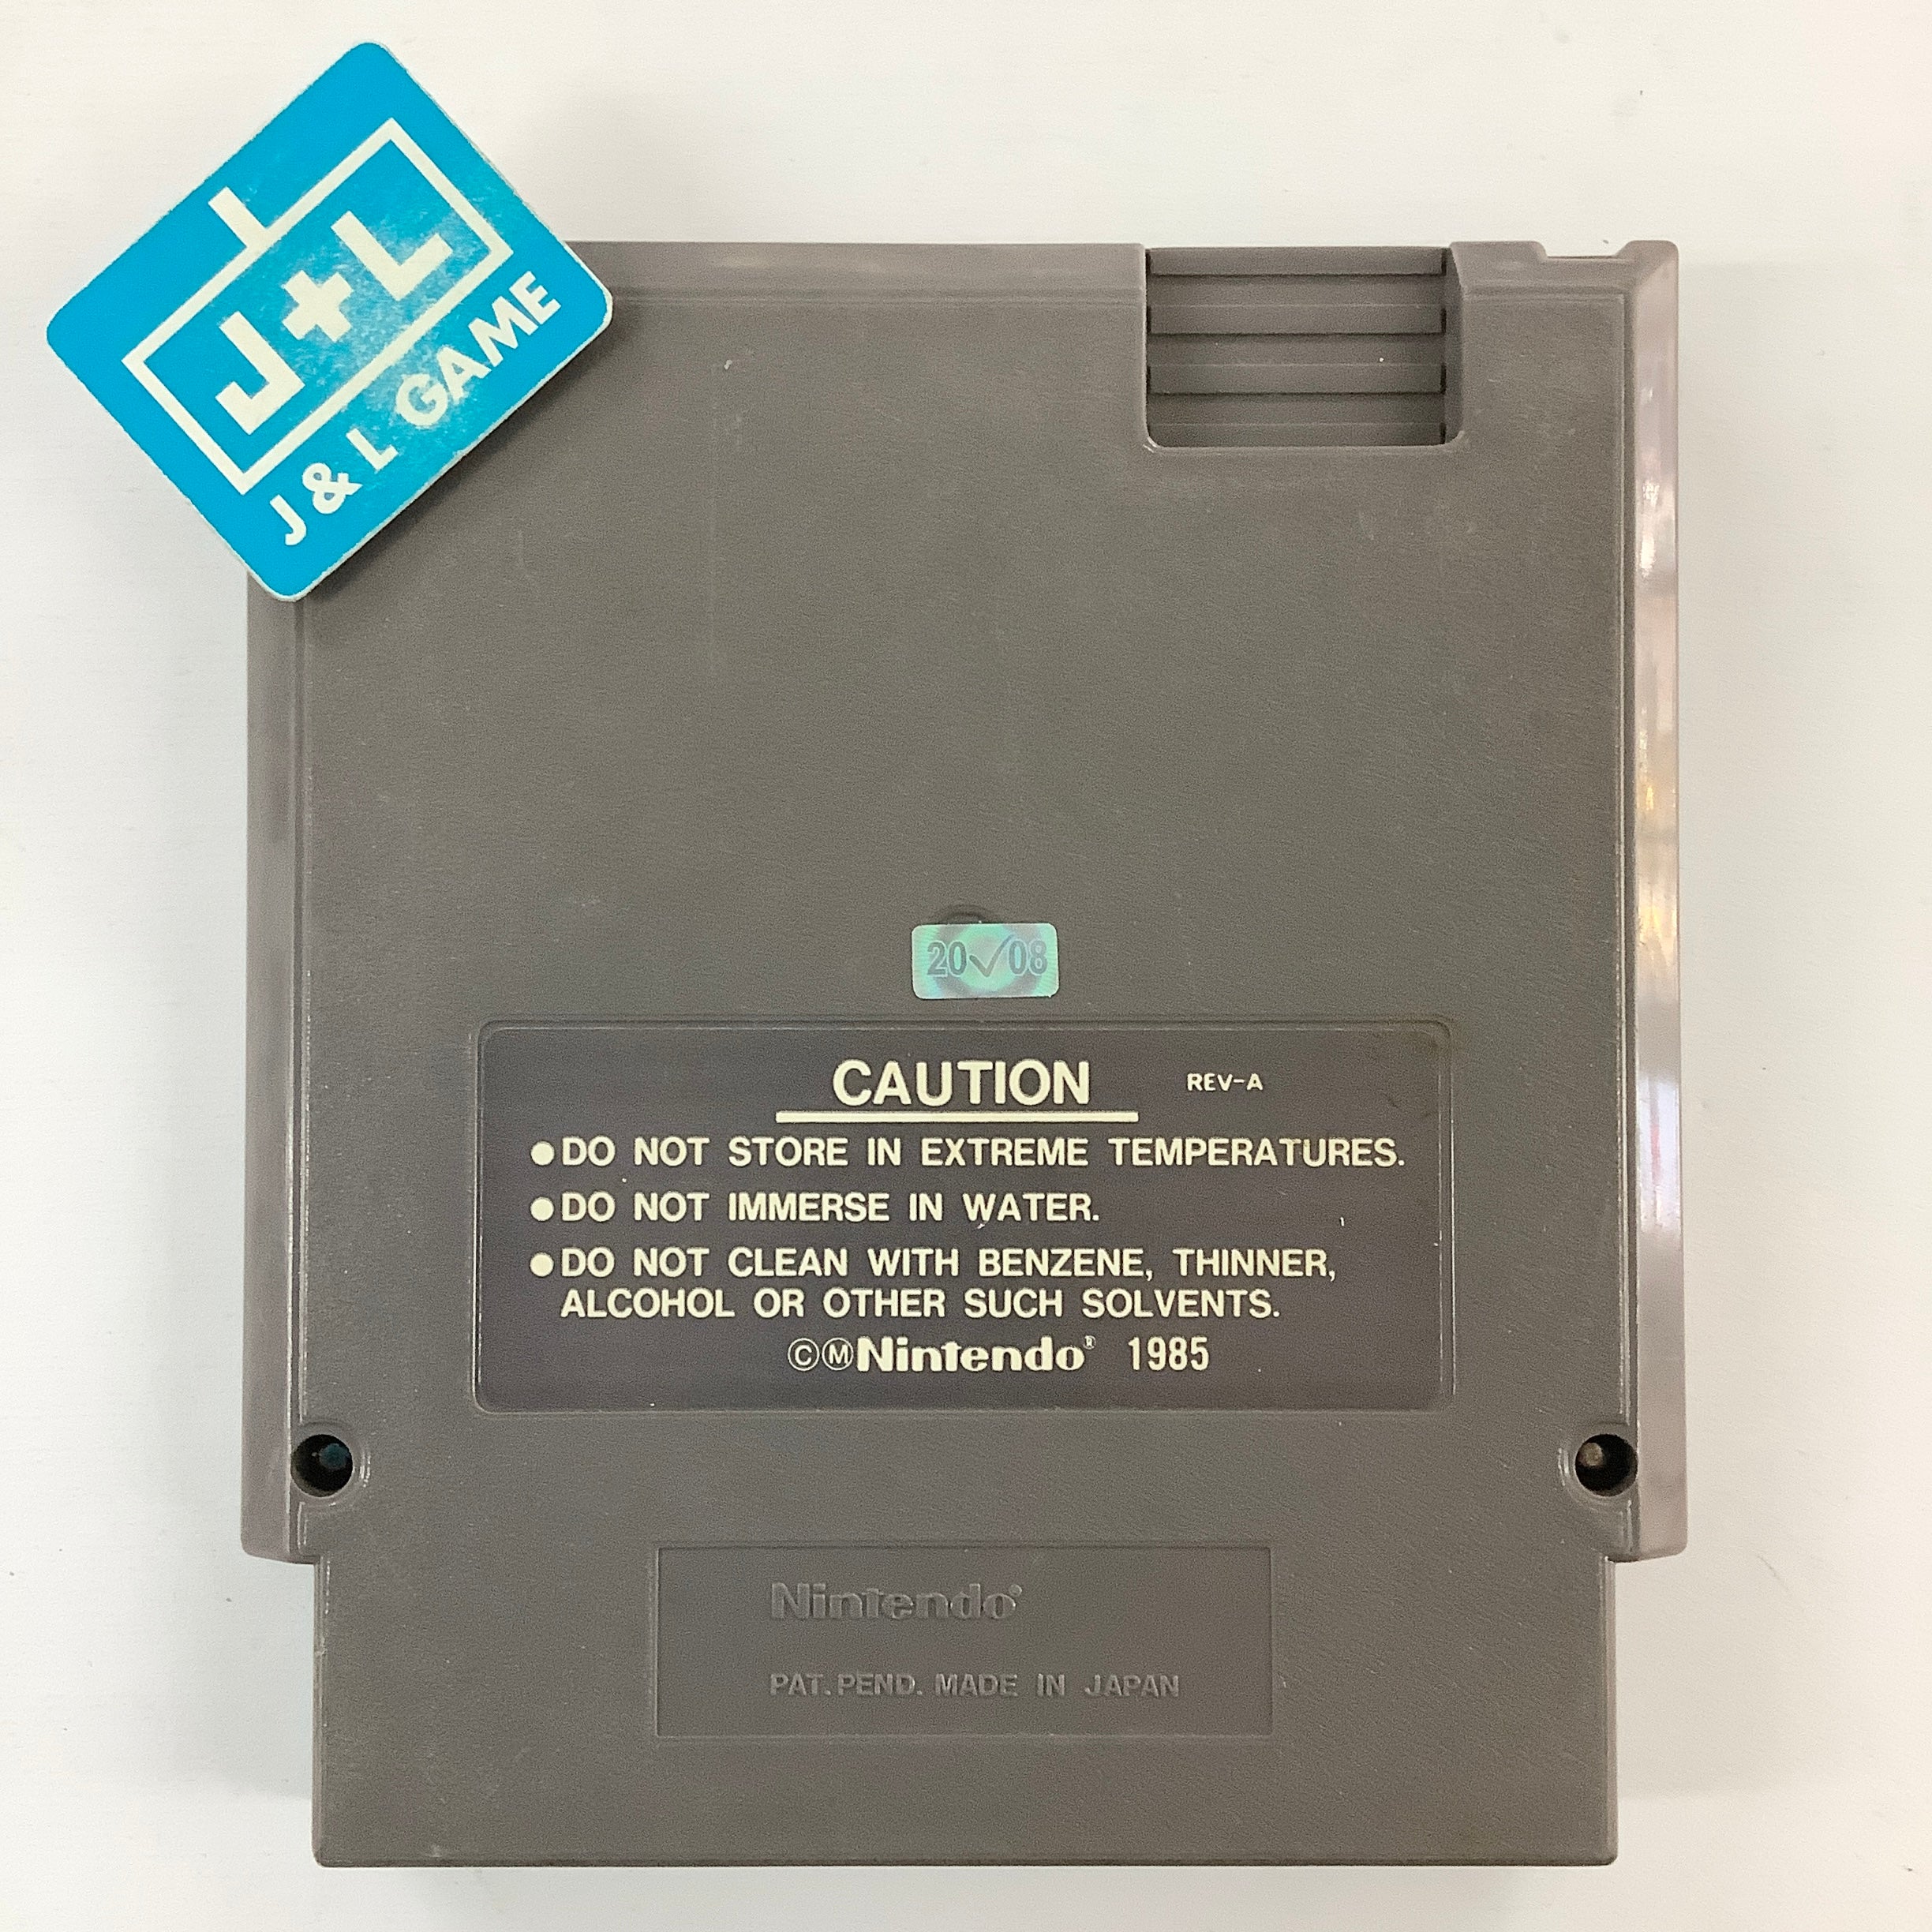 J+L
J & L GAME
20✓08
CAUTION REV-A
●DO NOT STORE IN EXTREME TEMPERATURES.
●DO NOT IMMERSE IN WATER.
●DO NOT CLEAN WITH BENZENE, THINNER,
ALCOHOL OR OTHER SUCH SOLVENTS.
©ⓂNintendo® 1985
Nintendo®
PAT. PEND. MADE IN JAPAN